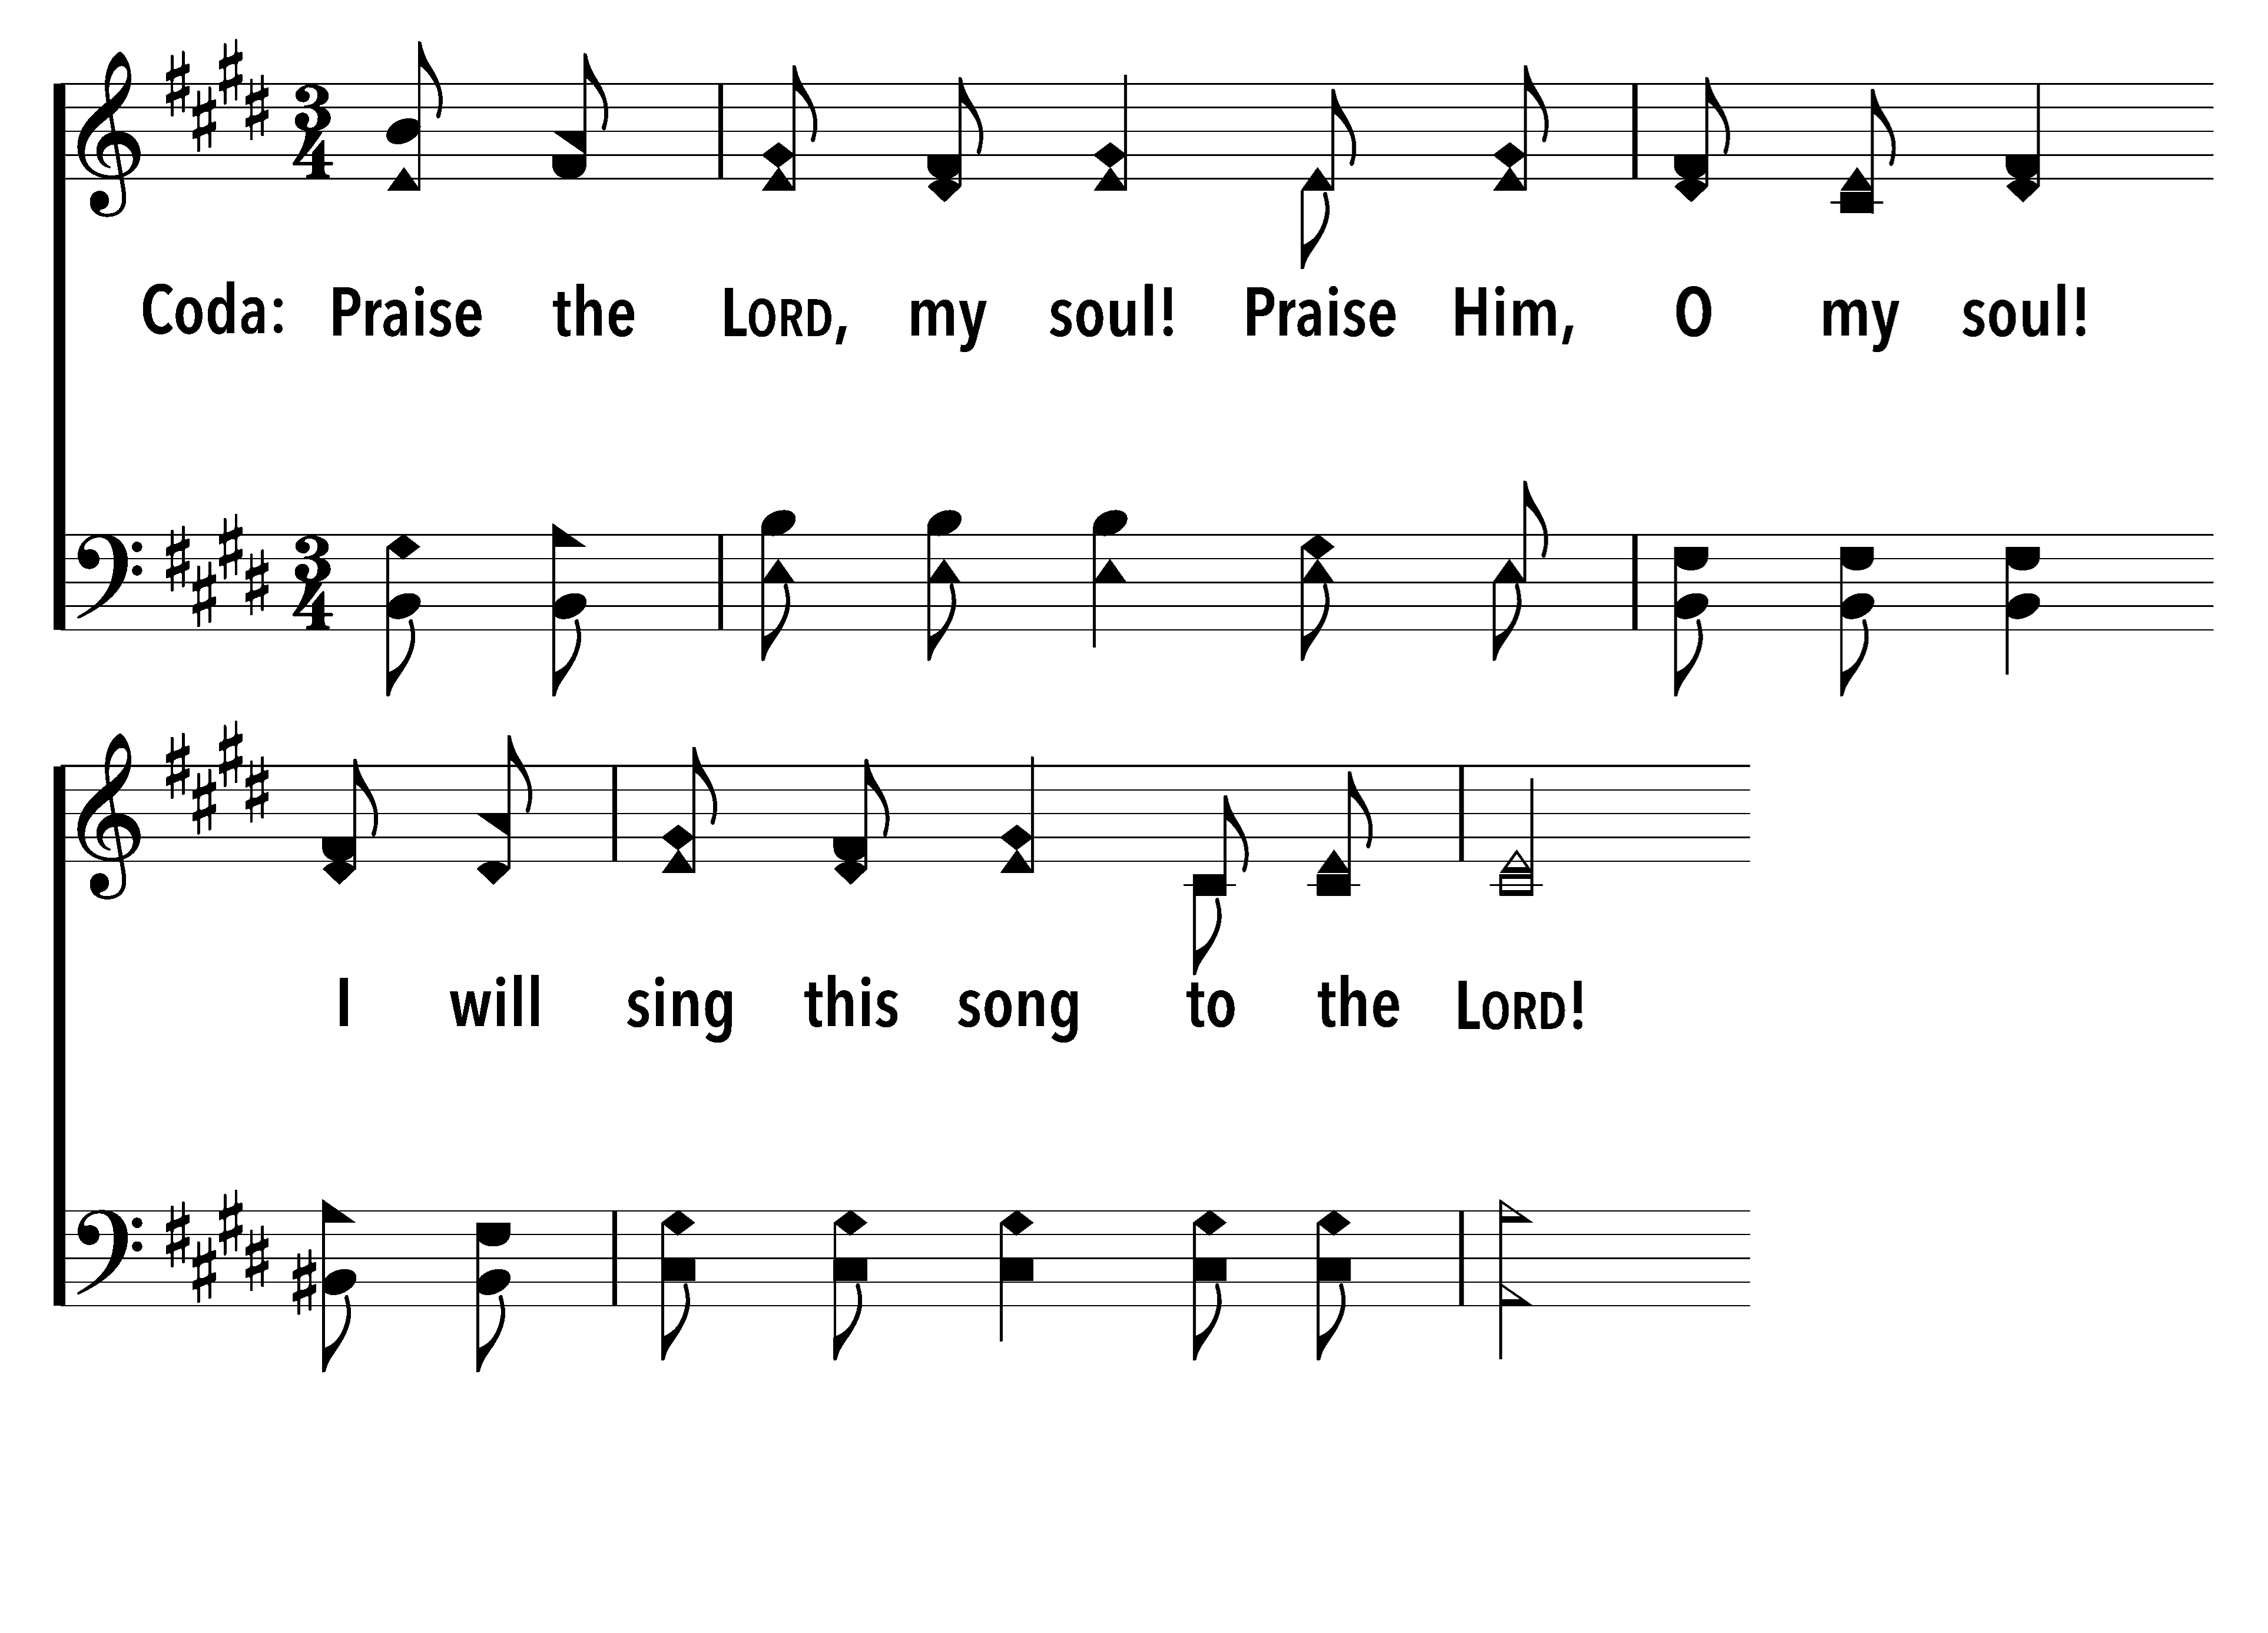 Coda: Praise the LORD, my soul! Praise Him, O my soul!
I will sing this song to the LORD!